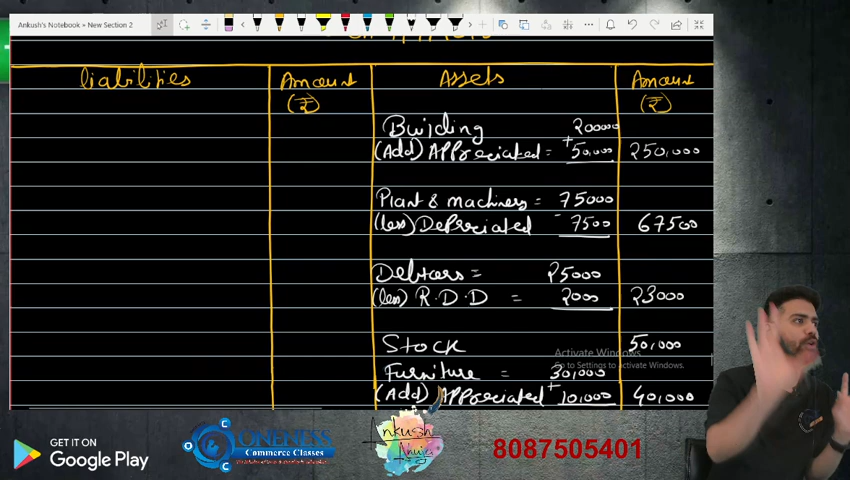 Ankush's Notebook » New Section 2
Liabilities Amount (₹) Assets Amount (₹)
Building 200000
(Add) Appreciated = +50,000 250,000
Plant & machinery = 75000
(less) Depreciated - 7500 67500
Debtors = 25000
(less) R.D.D = 2000 23000
Stock 50,000
Activate Windows
Go to Settings to activate Windows.
Furniture = 30,000
(Add) Appreciated + 10,000 40,000
GET IT ON
Google Play
ONENESS
Commerce Classes
Ankush
8087505401